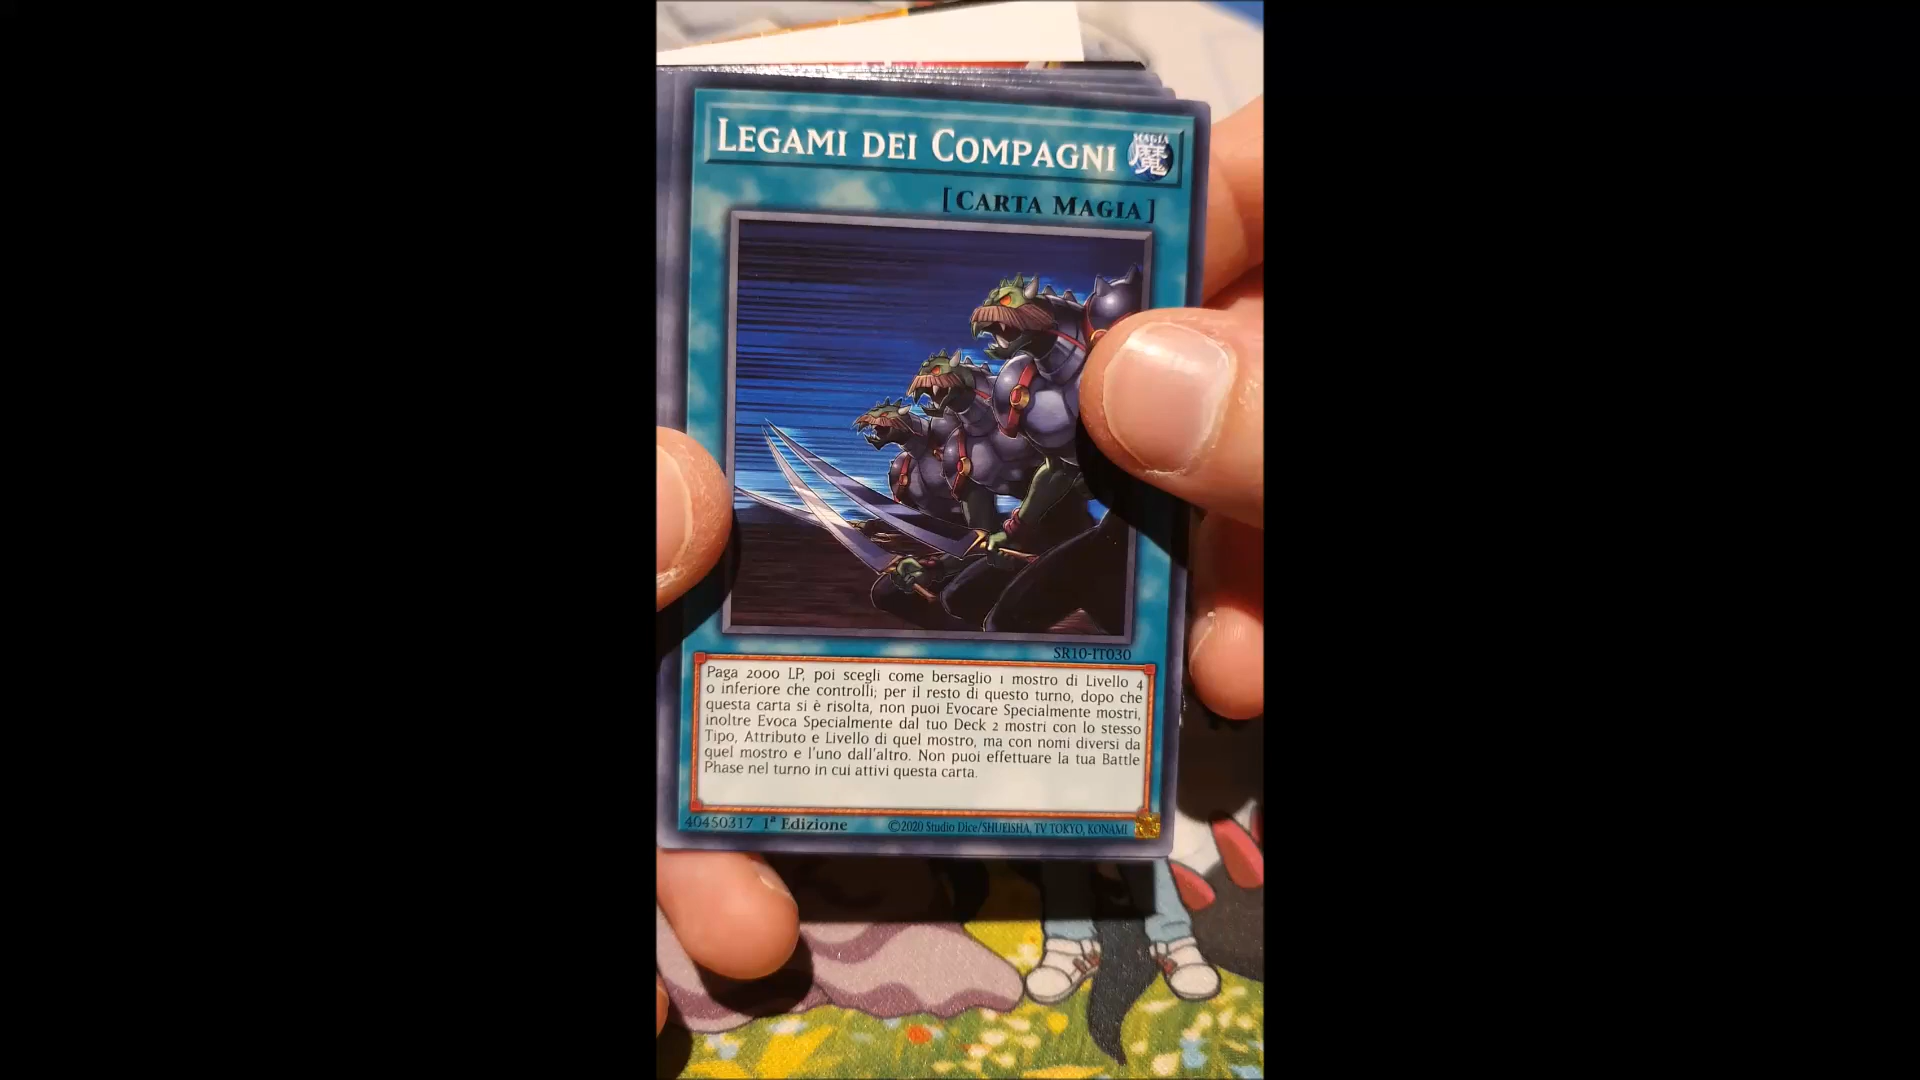 Legami dei Compagni
MAGIA
魔
[Carta Magia]
SR10-IT030
Paga 2000 LP, poi scegli come bersaglio 1 mostro di Livello 4
o inferiore che controlli; per il resto di questo turno, dopo che
questa carta si è risolta, non puoi Evocare Specialmente mostri,
inoltre Evoca Specialmente dal tuo Deck 2 mostri con lo stesso
Tipo, Attributo e Livello di quel mostro, ma con nomi diversi da
quel mostro e l'uno dall'altro. Non puoi effettuare la tua Battle
Phase nel turno in cui attivi questa carta.
40450317 1ª Edizione ©2020 Studio Dice/SHUEISHA, TV TOKYO, KONAMI